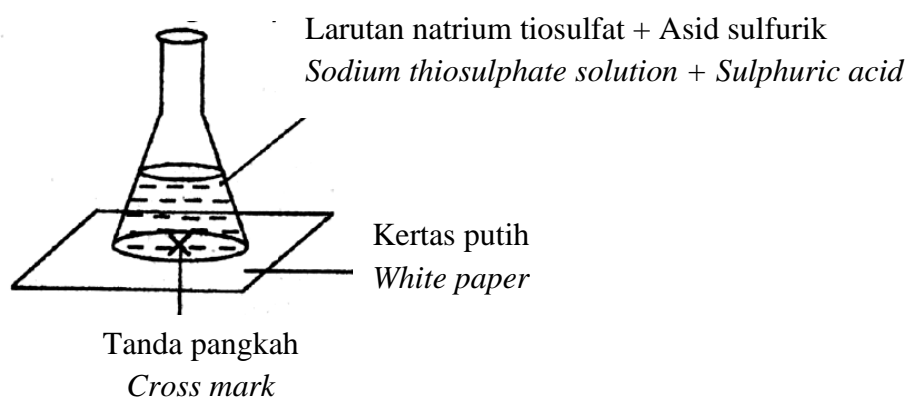 Larutan natrium tiosulfat + Asid sulfurik
Sodium thiosulphate solution + Sulphuric acid
Kertas putih
White paper
Tanda pangkah
Cross mark